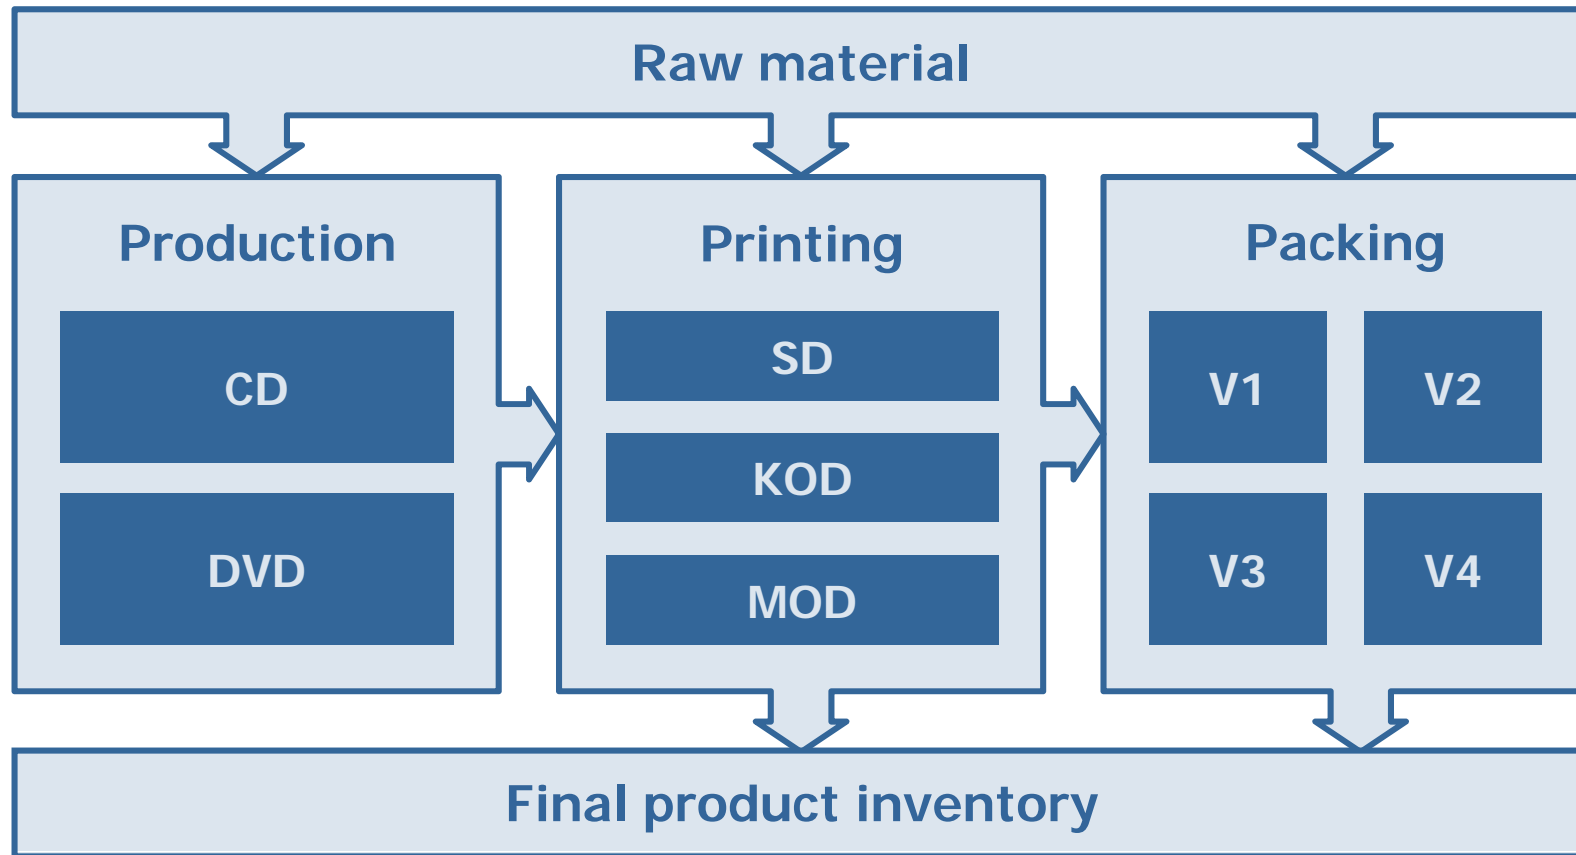 Raw material
Production
CD
DVD
Printing
SD
KOD
MOD
Packing
V1
V2
V3
V4
Final product inventory